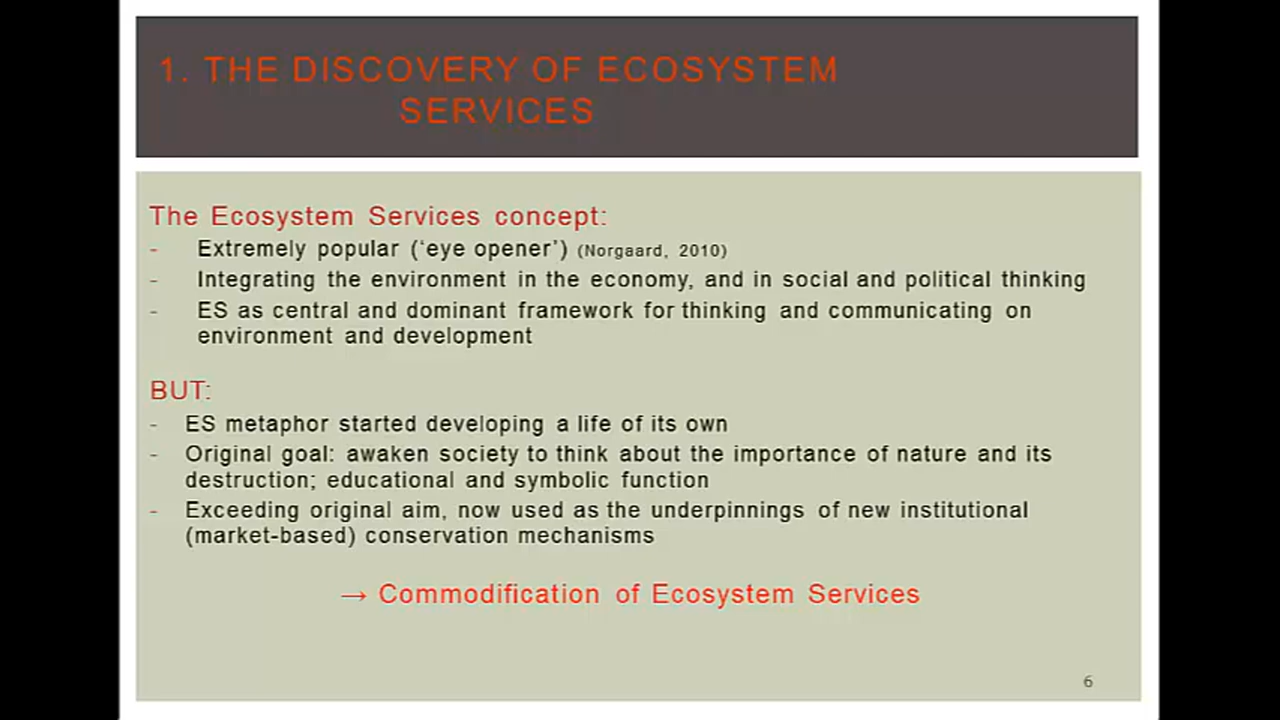 1. THE DISCOVERY OF ECOSYSTEM
SERVICES
The Ecosystem Services concept:
- Extremely popular (‘eye opener’) (Norgaard, 2010)
- Integrating the environment in the economy, and in social and political thinking
- ES as central and dominant framework for thinking and communicating on
environment and development
BUT:
- ES metaphor started developing a life of its own
- Original goal: awaken society to think about the importance of nature and its
destruction; educational and symbolic function
- Exceeding original aim, now used as the underpinnings of new institutional
(market-based) conservation mechanisms
→ Commodification of Ecosystem Services
6